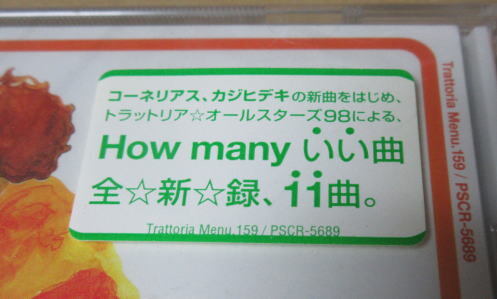 コーネリアス、カジヒデキの新曲をはじめ、
トラットリア☆オールスターズ98による、
How many いい曲
全☆新☆録、ii曲。
Trattoria Menu.159 / PSCR-5689
Trattoria Menu.159 / PSCR-5689